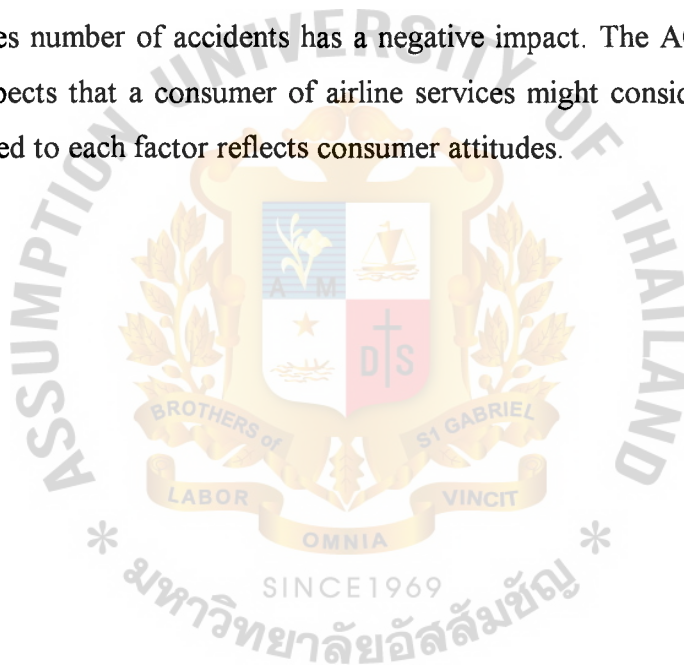 es number of accidents has a negative impact. The A
pects that a consumer of airline services might consid
ed to each factor reflects consumer attitudes.
ASSUMPTION UNIVERSITY OF THAILAND
A M
D S
BROTHERS of S1 GABRIEL
LABOR VINCIT
OMNIA
SINCE1969
* มหาวิทยาลัยอัสสัมชัญ *